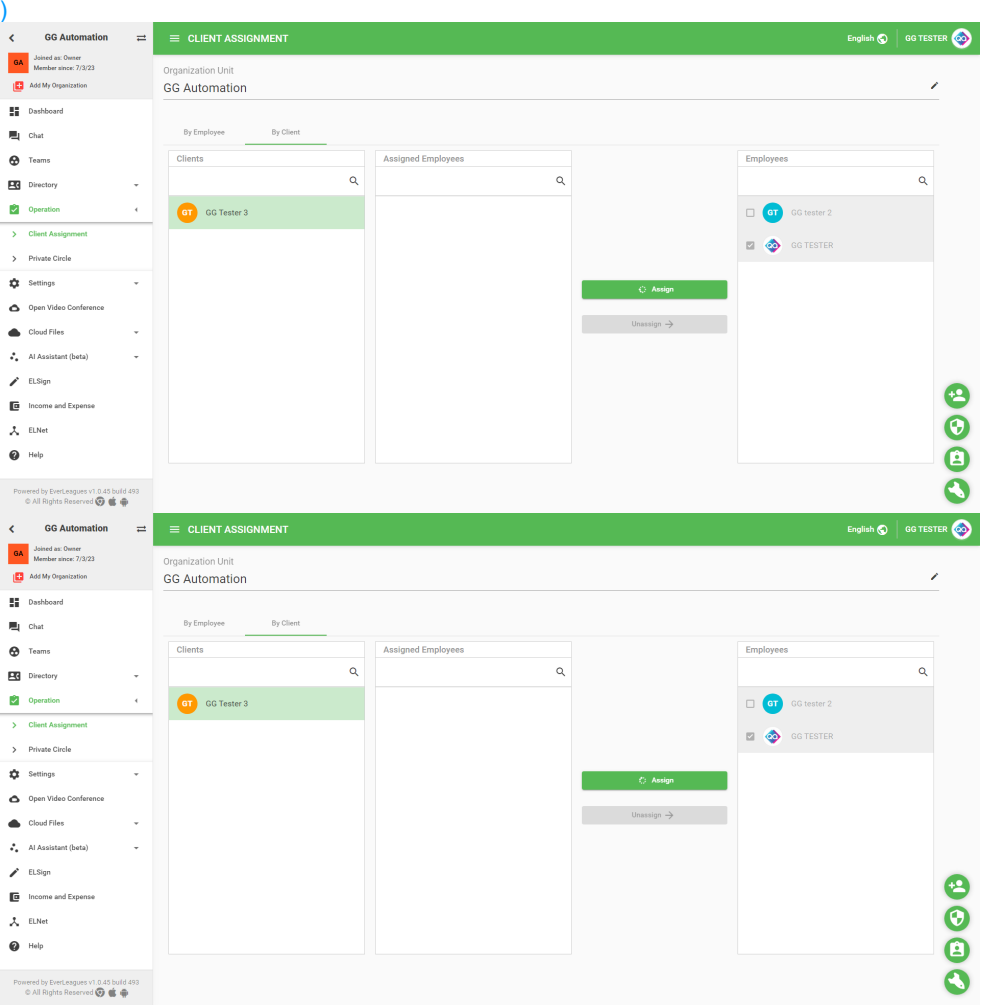 )
GG Automation
CLIENT ASSIGNMENT
English
GG TESTER
GA
Joined as: Owner
Member since: 7/3/23
Add My Organization
Organization Unit
GG Automation
Dashboard
Chat
Teams
Directory
Operation
Client Assignment
Private Circle
Settings
Open Video Conference
Cloud Files
AI Assistant (beta)
ELSign
Income and Expense
ELNet
Help
Powered by EverLeagues v1.0.45 build 493
© All Rights Reserved
By Employee
By Client
Clients
GT
GG Tester 3
Assigned Employees
Assign
Unassign
Employees
GT
GG tester 2
GG TESTER
GG Automation
CLIENT ASSIGNMENT
English
GG TESTER
GA
Joined as: Owner
Member since: 7/3/23
Add My Organization
Organization Unit
GG Automation
Dashboard
Chat
Teams
Directory
Operation
Client Assignment
Private Circle
Settings
Open Video Conference
Cloud Files
AI Assistant (beta)
ELSign
Income and Expense
ELNet
Help
Powered by EverLeagues v1.0.45 build 493
© All Rights Reserved
By Employee
By Client
Clients
GT
GG Tester 3
Assigned Employees
Assign
Unassign
Employees
GT
GG tester 2
GG TESTER